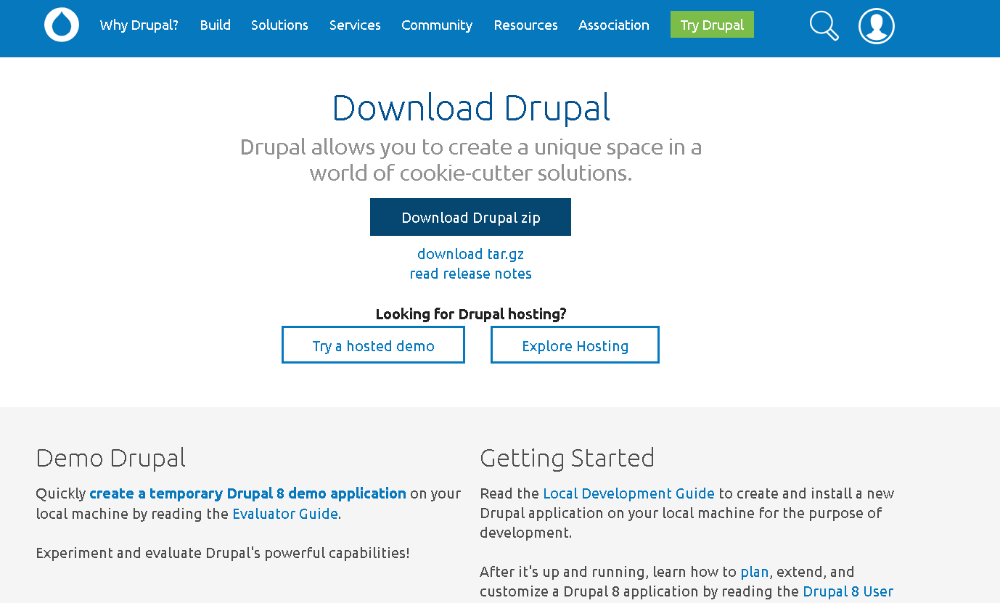 Why Drupal? Build Solutions Services Community Resources Association Try Drupal
Download Drupal
Drupal allows you to create a unique space in a
world of cookie-cutter solutions.
Download Drupal zip
download tar.gz
read release notes
Looking for Drupal hosting?
Try a hosted demo
Explore Hosting
Demo Drupal
Quickly create a temporary Drupal 8 demo application on your
local machine by reading the Evaluator Guide.
Experiment and evaluate Drupal's powerful capabilities!
Getting Started
Read the Local Development Guide to create and install a new
Drupal application on your local machine for the purpose of
development.
After it's up and running, learn how to plan, extend, and
customize a Drupal 8 application by reading the Drupal 8 User